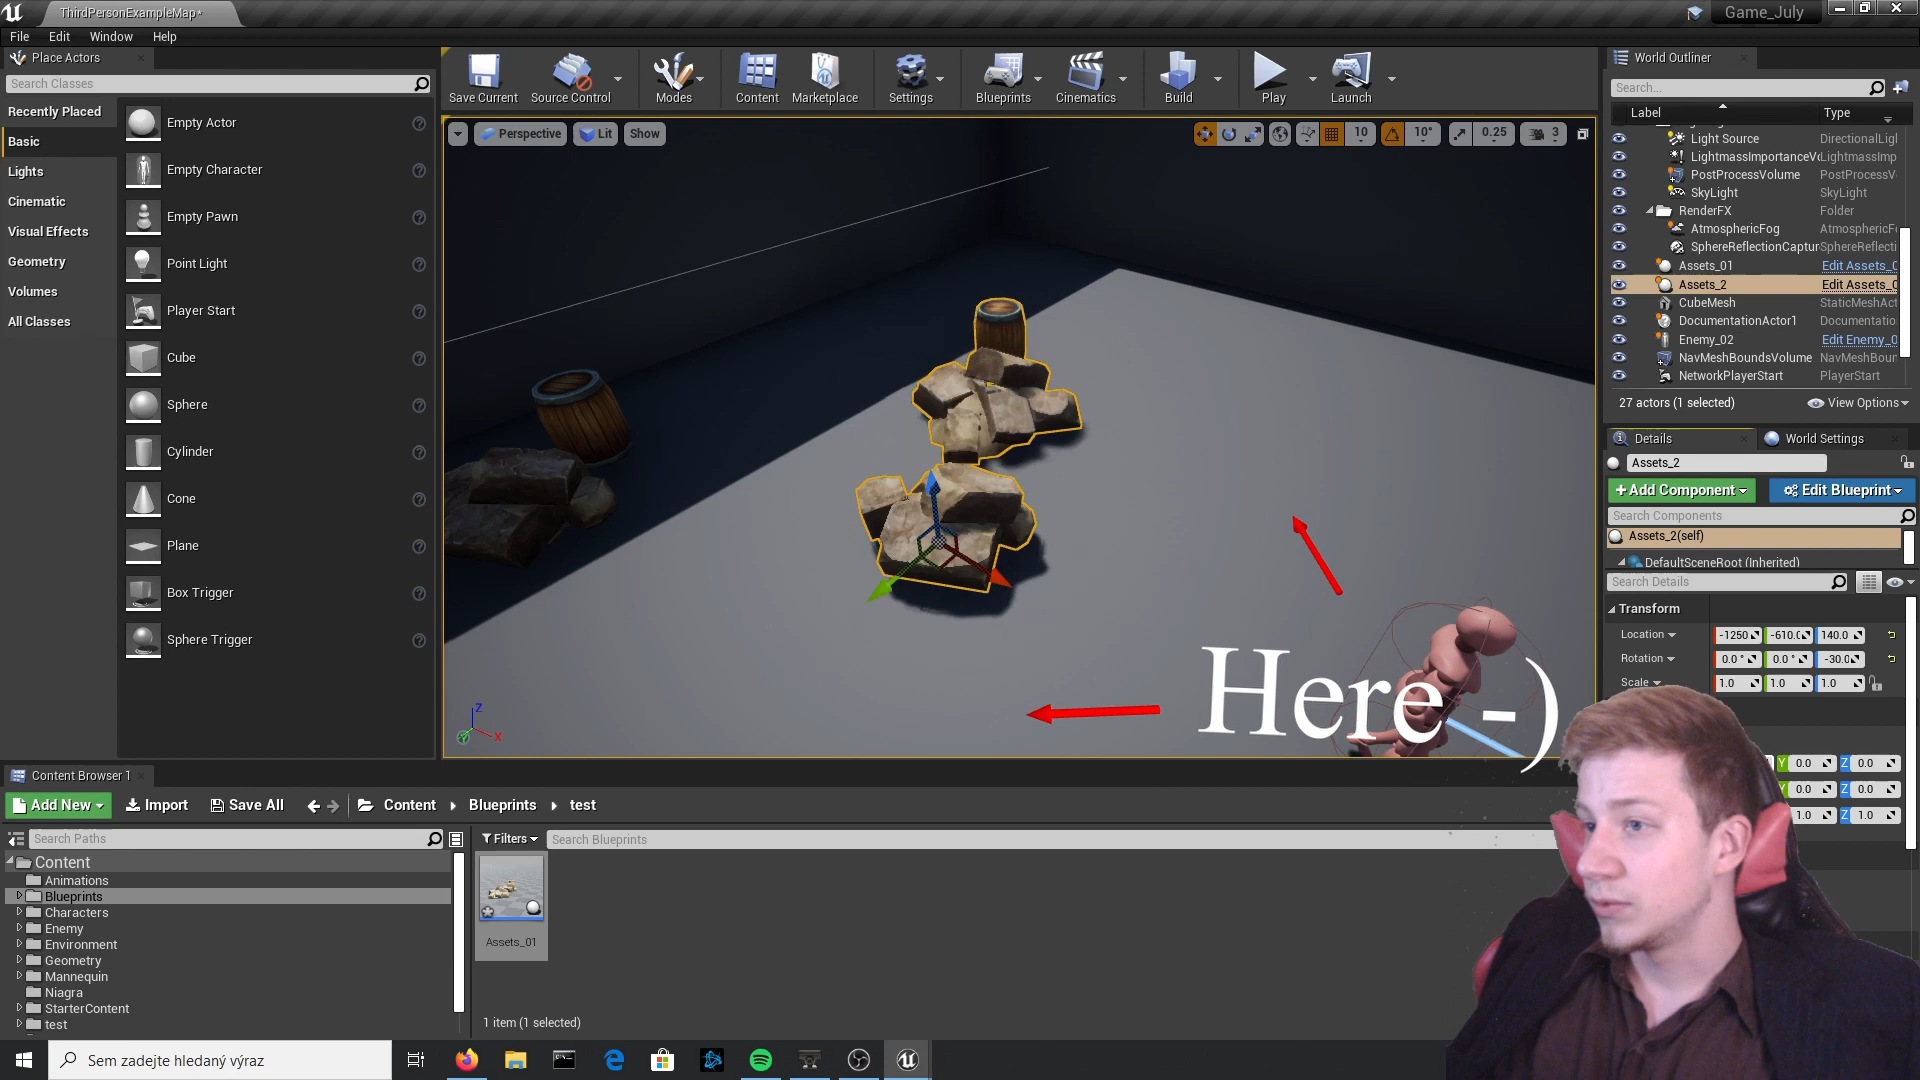 ThirdPersonExampleMap*
Game_July
File Edit Window Help
Place Actors
Search Classes
Recently Placed
Basic
Lights
Cinematic
Visual Effects
Geometry
Volumes
All Classes
Empty Actor
Empty Character
Empty Pawn
Point Light
Player Start
Cube
Sphere
Cylinder
Cone
Plane
Box Trigger
Sphere Trigger
Save Current Source Control Modes Content Marketplace Settings Blueprints Cinematics Build Play Launch
Perspective Lit Show
10 10° 0.25 3
Here -)
Z
X
Y
World Outliner
Search...
Label Type
Light Source DirectionalLigl
LightmassImportanceVo LightmassImp
PostProcessVolume PostProcessV
SkyLight SkyLight
RenderFX Folder
AtmosphericFog AtmosphericF
SphereReflectionCaptur SphereReflecti
Assets_01 Edit Assets_0
Assets_2 Edit Assets_0
CubeMesh StaticMeshAct
DocumentationActor1 Documentatio
Enemy_02 Edit Enemy_0
NavMeshBoundsVolume NavMeshBoun
NetworkPlayerStart PlayerStart
27 actors (1 selected) View Options
Details World Settings
Assets_2
+Add Component Edit Blueprint
Search Components
Assets_2(self)
DefaultSceneRoot (Inherited)
Search Details
Transform
Location -1250 -610.0 140.0
Rotation 0.0 ° 0.0 ° -30.0
Scale 1.0 1.0 1.0
Y 0.0 Z 0.0
Y 0.0 Z 0.0
1.0 Z 1.0
Content Browser 1
Add New Import Save All Content Blueprints test
Search Paths
Filters Search Blueprints
Content
Animations
Blueprints
Characters
Enemy
Environment
Geometry
Mannequin
Niagra
StarterContent
test
Assets_01
1 item (1 selected)
Sem zadejte hledaný výraz